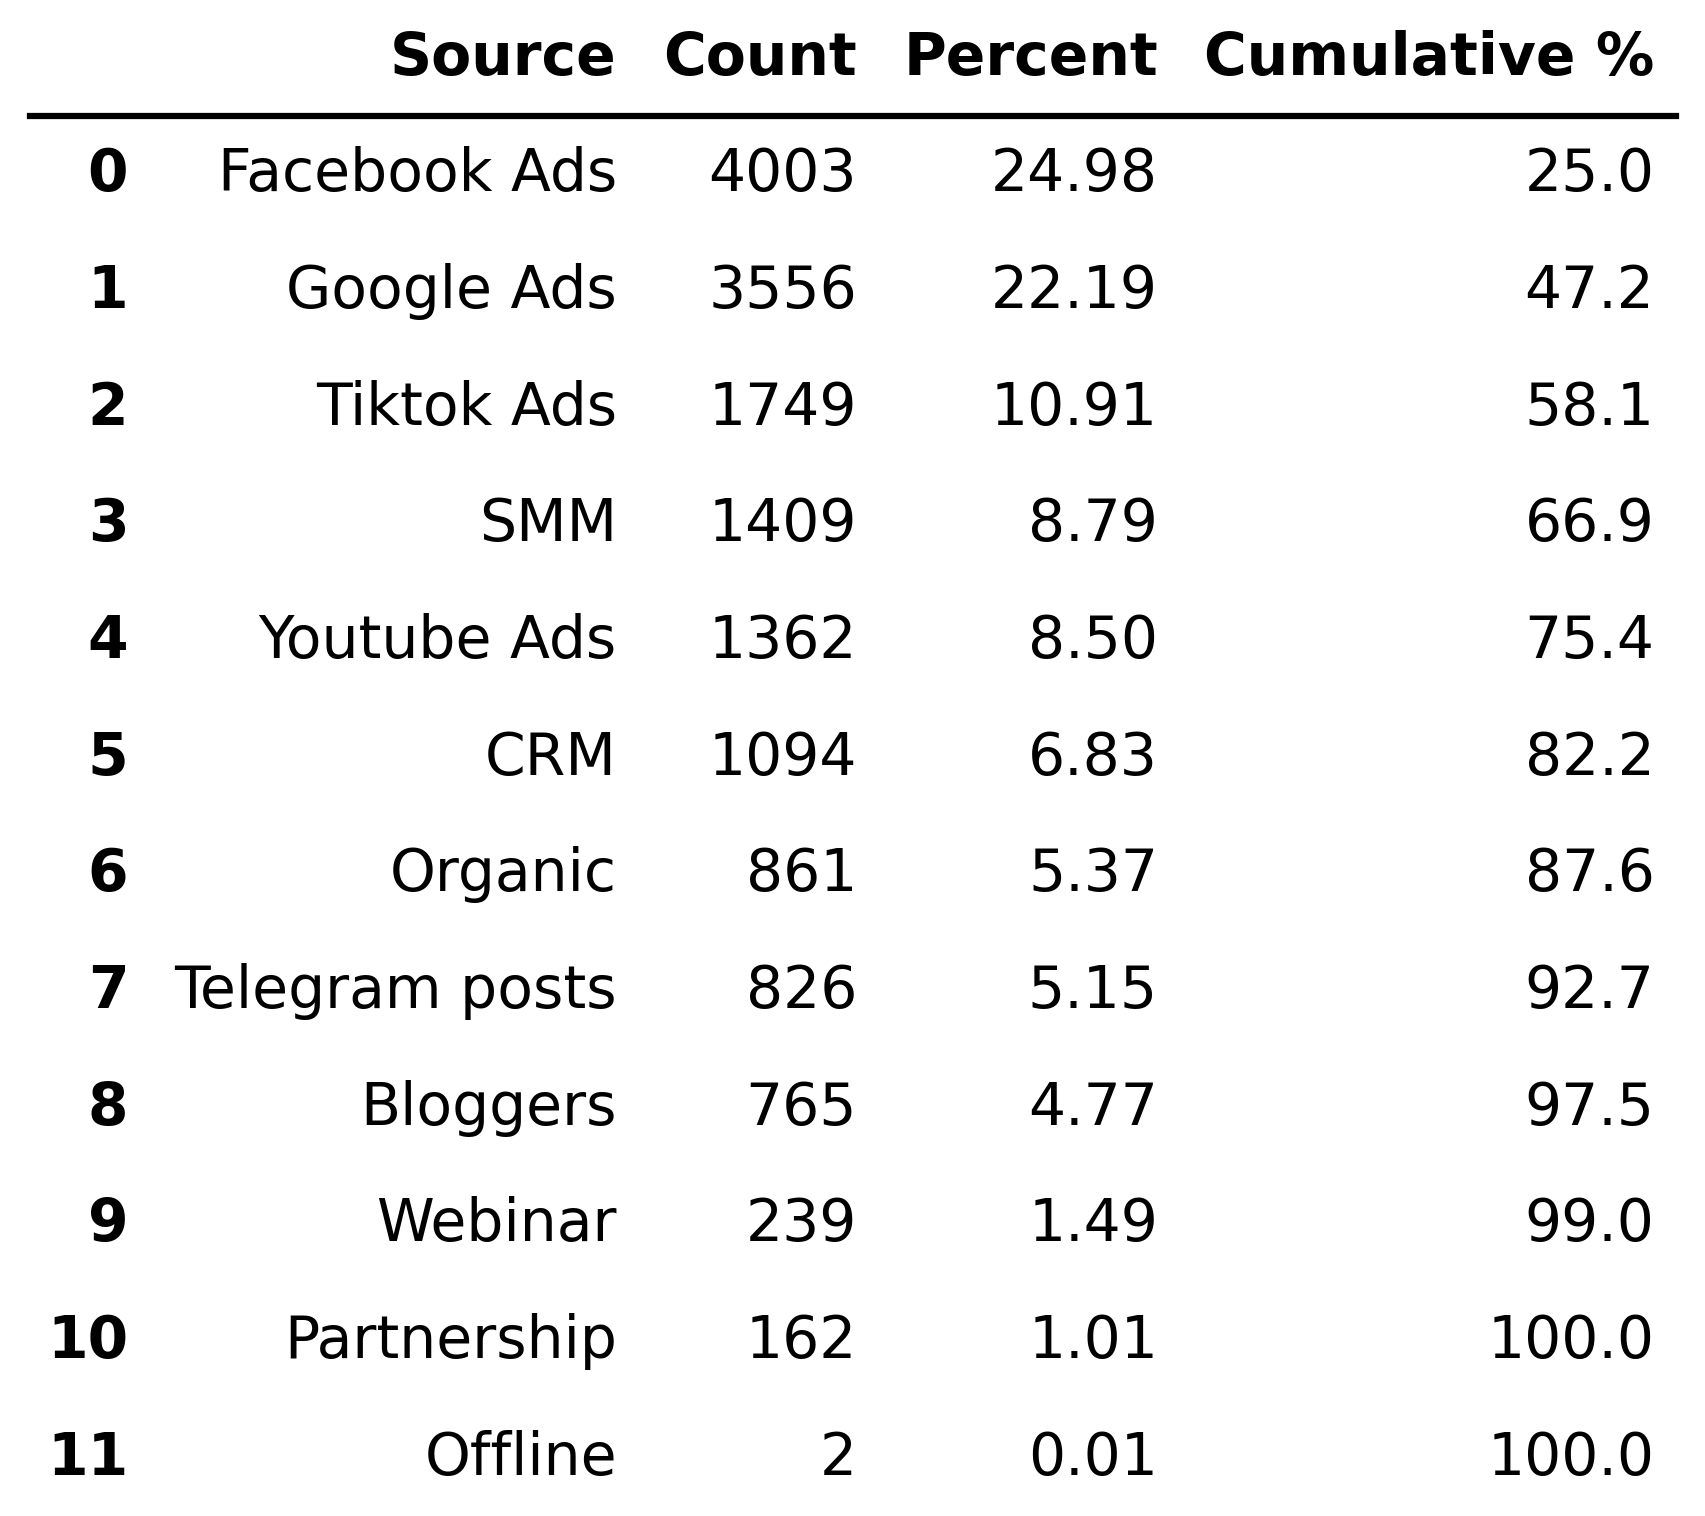 Source Count Percent Cumulative %
0 Facebook Ads 4003 24.98 25.0
1 Google Ads 3556 22.19 47.2
2 Tiktok Ads 1749 10.91 58.1
3 SMM 1409 8.79 66.9
4 Youtube Ads 1362 8.50 75.4
5 CRM 1094 6.83 82.2
6 Organic 861 5.37 87.6
7 Telegram posts 826 5.15 92.7
8 Bloggers 765 4.77 97.5
9 Webinar 239 1.49 99.0
10 Partnership 162 1.01 100.0
11 Offline 2 0.01 100.0